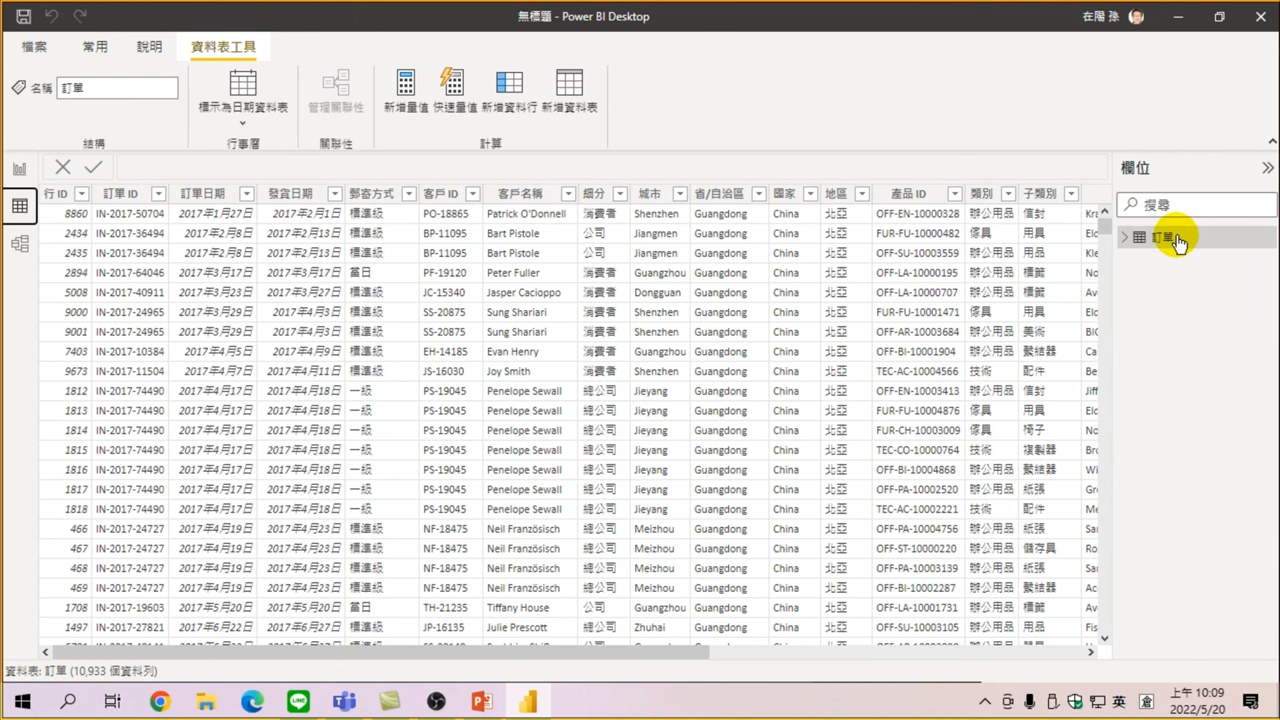 無標題 - Power BI Desktop
在陽 孫
檔案 常用 說明 資料表工具
名稱 訂單
標示為日期資料表 管理關聯性 新增量值 快速量值 新增資料行 新增資料表
結構 行事曆 關聯性 計算
欄位
搜尋
訂單
行 ID 訂單 ID 訂單日期 發貨日期 郵寄方式 客戶 ID 客戶名稱 細分 城市 省/自治區 國家 地區 產品 ID 類別 子類別
8860 IN-2017-50704 2017年1月27日 2017年2月1日 標準級 PO-18865 Patrick O'Donnell 消費者 Shenzhen Guangdong China 北亞 OFF-EN-10000328 辦公用品 信封 Kra
2434 IN-2017-36494 2017年2月8日 2017年2月13日 標準級 BP-11095 Bart Pistole 公司 Jiangmen Guangdong China 北亞 FUR-FU-10000482 傢具 用具 Eld
2435 IN-2017-36494 2017年2月8日 2017年2月13日 標準級 BP-11095 Bart Pistole 公司 Jiangmen Guangdong China 北亞 OFF-SU-10003559 辦公用品 用品 Kle
2894 IN-2017-64046 2017年3月17日 2017年3月17日 當日 PF-19120 Peter Fuller 消費者 Guangzhou Guangdong China 北亞 OFF-LA-10000195 辦公用品 標籤 No
5008 IN-2017-40911 2017年3月23日 2017年3月27日 標準級 JC-15340 Jasper Cacioppo 消費者 Dongguan Guangdong China 北亞 OFF-LA-10000707 辦公用品 標籤 Av
9000 IN-2017-24965 2017年3月29日 2017年4月3日 標準級 SS-20875 Sung Shariari 消費者 Shenzhen Guangdong China 北亞 FUR-FU-10001471 傢具 用具 Eld
9001 IN-2017-24965 2017年3月29日 2017年4月3日 標準級 SS-20875 Sung Shariari 消費者 Shenzhen Guangdong China 北亞 OFF-AR-10003684 辦公用品 美術 BIC
7403 IN-2017-10384 2017年4月5日 2017年4月9日 標準級 EH-14185 Evan Henry 消費者 Guangzhou Guangdong China 北亞 OFF-BI-10001904 辦公用品 繫結器 Ca
9673 IN-2017-11504 2017年4月7日 2017年4月11日 標準級 JS-16030 Joy Smith 消費者 Shenzhen Guangdong China 北亞 TEC-AC-10004566 技術 配件 Be
1812 IN-2017-74490 2017年4月17日 2017年4月18日 一級 PS-19045 Penelope Sewall 總公司 Jieyang Guangdong China 北亞 OFF-EN-10003413 辦公用品 信封 Jiff
1813 IN-2017-74490 2017年4月17日 2017年4月18日 一級 PS-19045 Penelope Sewall 總公司 Jieyang Guangdong China 北亞 FUR-FU-10004876 傢具 用具 Eld
1814 IN-2017-74490 2017年4月17日 2017年4月18日 一級 PS-19045 Penelope Sewall 總公司 Jieyang Guangdong China 北亞 FUR-CH-10003009 傢具 椅子 No
1815 IN-2017-74490 2017年4月17日 2017年4月18日 一級 PS-19045 Penelope Sewall 總公司 Jieyang Guangdong China 北亞 TEC-CO-10000764 技術 複製器 Bro
1816 IN-2017-74490 2017年4月17日 2017年4月18日 一級 PS-19045 Penelope Sewall 總公司 Jieyang Guangdong China 北亞 OFF-BI-10004868 辦公用品 繫結器 Wi
1817 IN-2017-74490 2017年4月17日 2017年4月18日 一級 PS-19045 Penelope Sewall 總公司 Jieyang Guangdong China 北亞 OFF-PA-10002520 辦公用品 紙張 Gr
1818 IN-2017-74490 2017年4月17日 2017年4月18日 一級 PS-19045 Penelope Sewall 總公司 Jieyang Guangdong China 北亞 TEC-AC-10002221 技術 配件 Me
466 IN-2017-24727 2017年4月19日 2017年4月23日 標準級 NF-18475 Neil Französisch 總公司 Meizhou Guangdong China 北亞 OFF-PA-10004756 辦公用品 紙張 San
467 IN-2017-24727 2017年4月19日 2017年4月23日 標準級 NF-18475 Neil Französisch 總公司 Meizhou Guangdong China 北亞 OFF-ST-10000220 辦公用品 儲存具 Ro
468 IN-2017-24727 2017年4月19日 2017年4月23日 標準級 NF-18475 Neil Französisch 總公司 Meizhou Guangdong China 北亞 OFF-PA-10003139 辦公用品 紙張 San
469 IN-2017-24727 2017年4月19日 2017年4月23日 標準級 NF-18475 Neil Französisch 總公司 Meizhou Guangdong China 北亞 OFF-BI-10002287 辦公用品 繫結器 Ac
1708 IN-2017-19603 2017年5月20日 2017年5月20日 當日 TH-21235 Tiffany House 公司 Guangzhou Guangdong China 北亞 OFF-LA-10001731 辦公用品 標籤 Ha
1497 IN-2017-27821 2017年6月22日 2017年6月27日 標準級 JP-16135 Julie Prescott 消費者 Zhuhai Guangdong China 北亞 OFF-SU-10003105 辦公用品 用品 Fis
資料表: 訂單 (10,933 個資料列)
英 倉 上午 10:09
2022/5/20